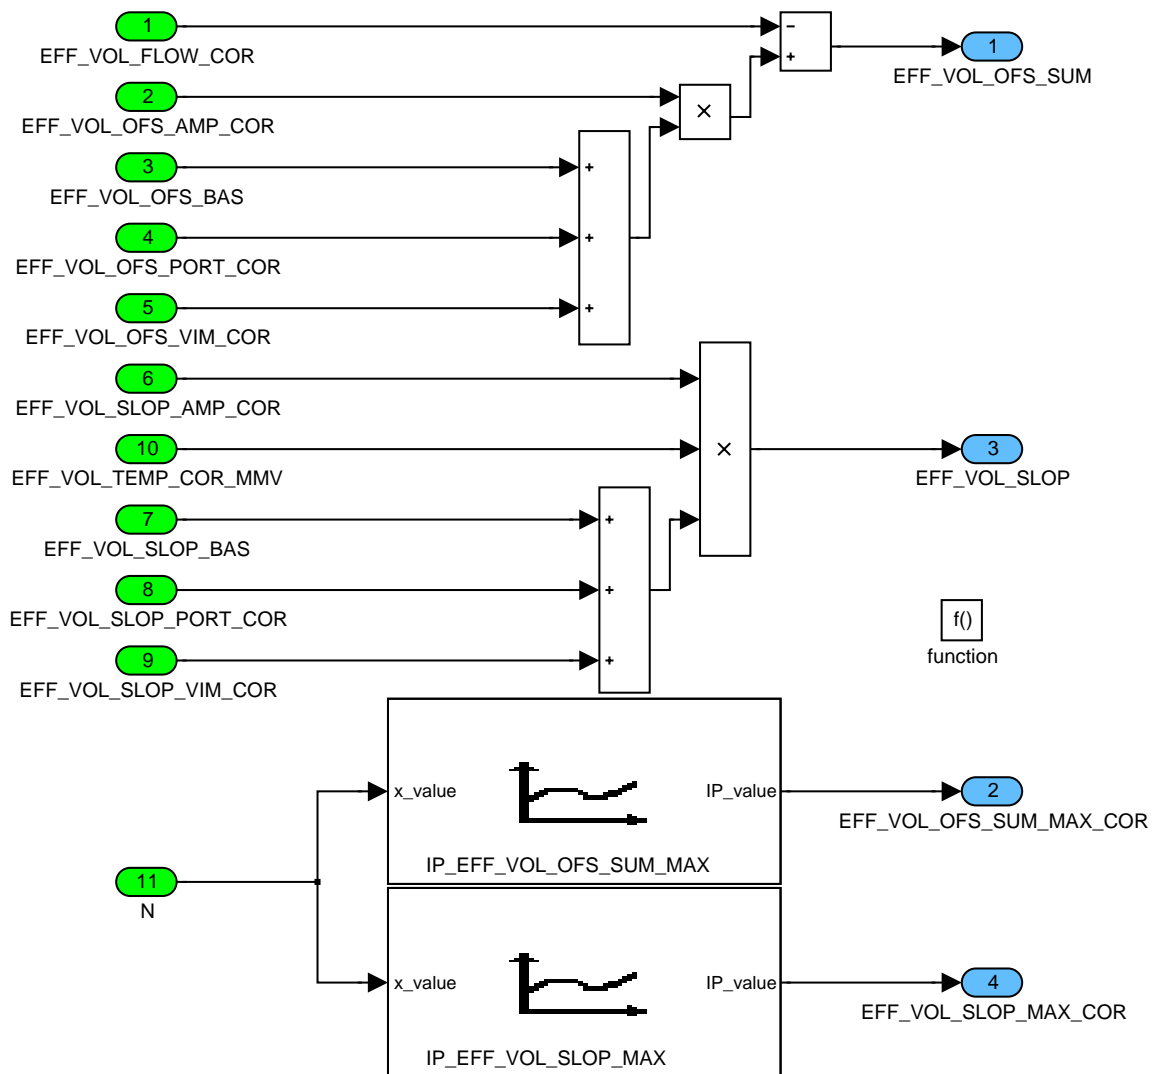 1
EFF_VOL_FLOW_COR
-
+
1
EFF_VOL_OFS_SUM
2
EFF_VOL_OFS_AMP_COR
×
3
EFF_VOL_OFS_BAS
+
4
EFF_VOL_OFS_PORT_COR
+
5
EFF_VOL_OFS_VIM_COR
+
6
EFF_VOL_SLOP_AMP_COR
10
EFF_VOL_TEMP_COR_MMV
×
3
EFF_VOL_SLOP
7
EFF_VOL_SLOP_BAS
+
8
EFF_VOL_SLOP_PORT_COR
+
9
EFF_VOL_SLOP_VIM_COR
+
f()
function
x_value
IP_value
IP_EFF_VOL_OFS_SUM_MAX
2
EFF_VOL_OFS_SUM_MAX_COR
11
N
x_value
IP_value
IP_EFF_VOL_SLOP_MAX
4
EFF_VOL_SLOP_MAX_COR